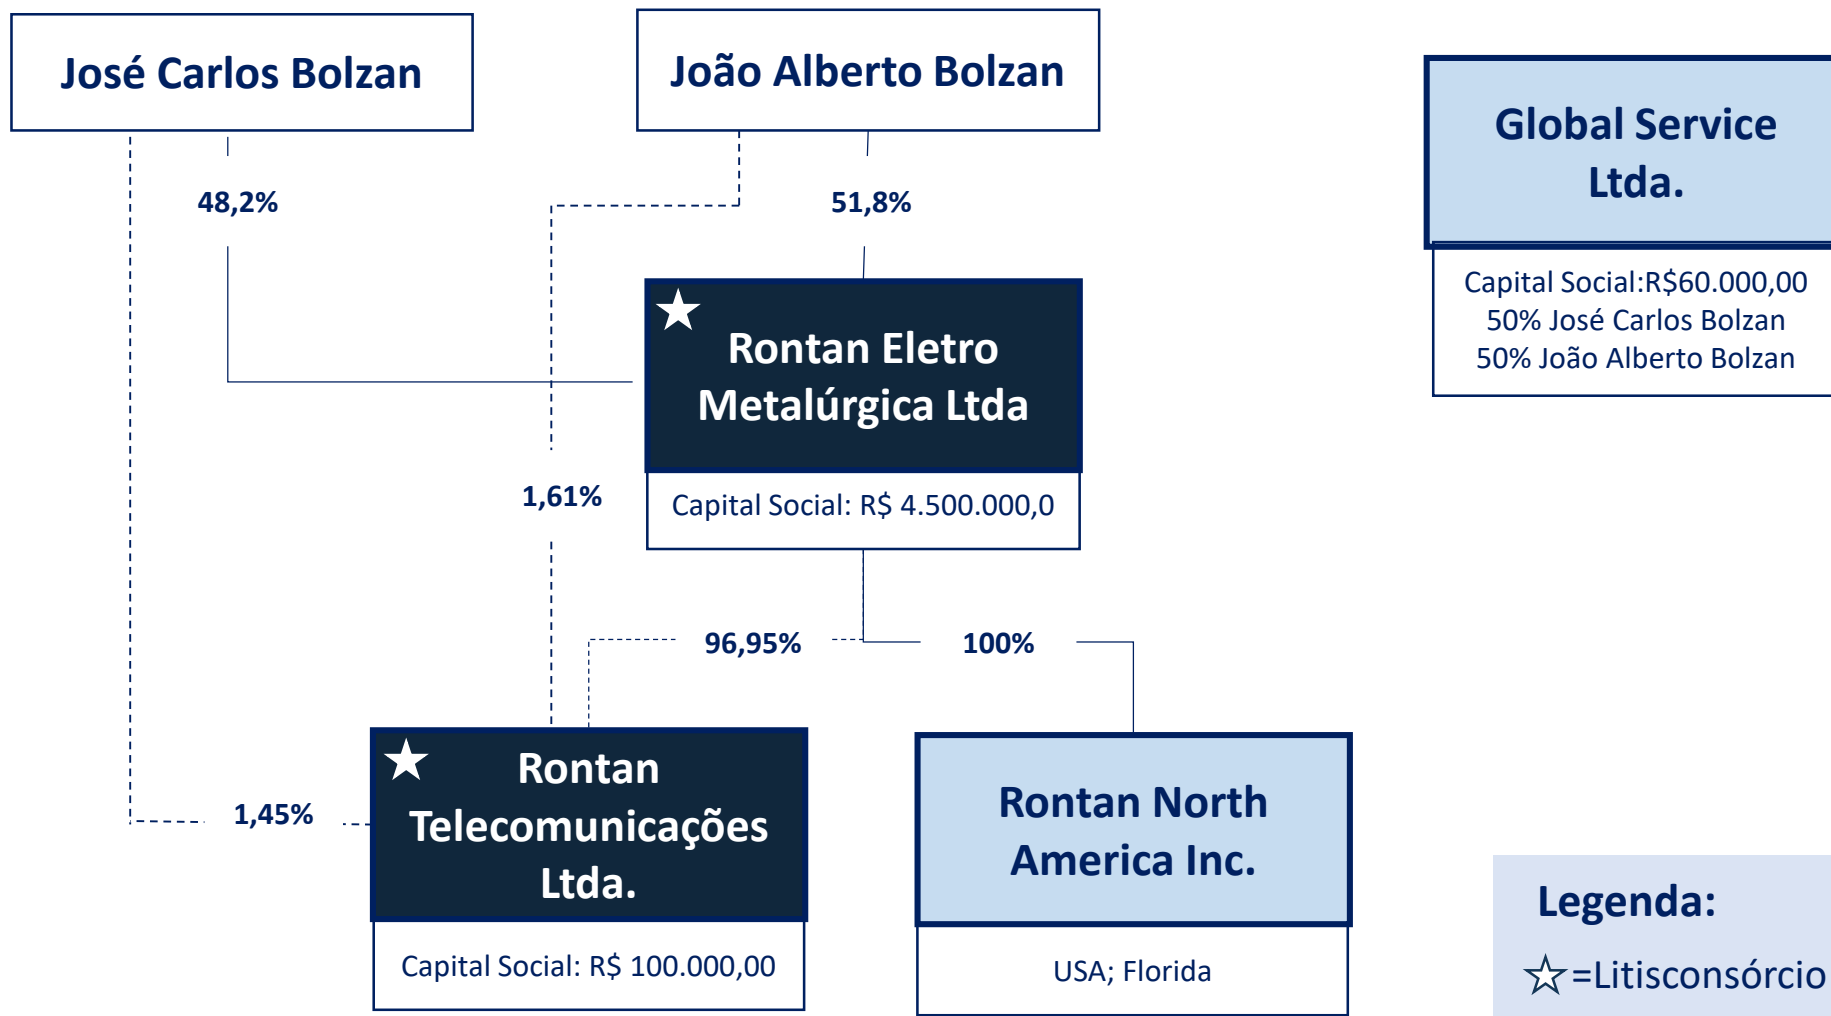 José Carlos Bolzan
João Alberto Bolzan
Global Service
Ltda.
48,2%
51,8%
Capital Social:R$60.000,00
50% José Carlos Bolzan
50% João Alberto Bolzan
Rontan Eletro
Metalúrgica Ltda
1,61%
Capital Social: R$ 4.500.000,0
96,95%
100%
Rontan
Telecomunicações
Ltda.
1,45%
Rontan North
America Inc.
Capital Social: R$ 100.000,00
USA; Florida
Legenda:
=Litisconsórcio